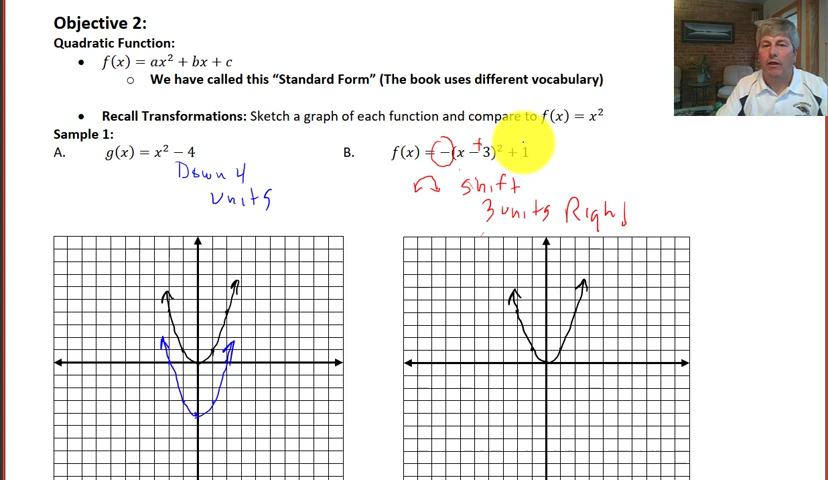 Objective 2:
Quadratic Function:
• f(x) = ax² + bx + c
o We have called this “Standard Form” (The book uses different vocabulary)
• Recall Transformations: Sketch a graph of each function and compare to f(x) = x²
Sample 1:
A. g(x) = x² − 4
B. f(x) = −(x − 3)² + 1
+
Down 4
units
shift
3 units Right